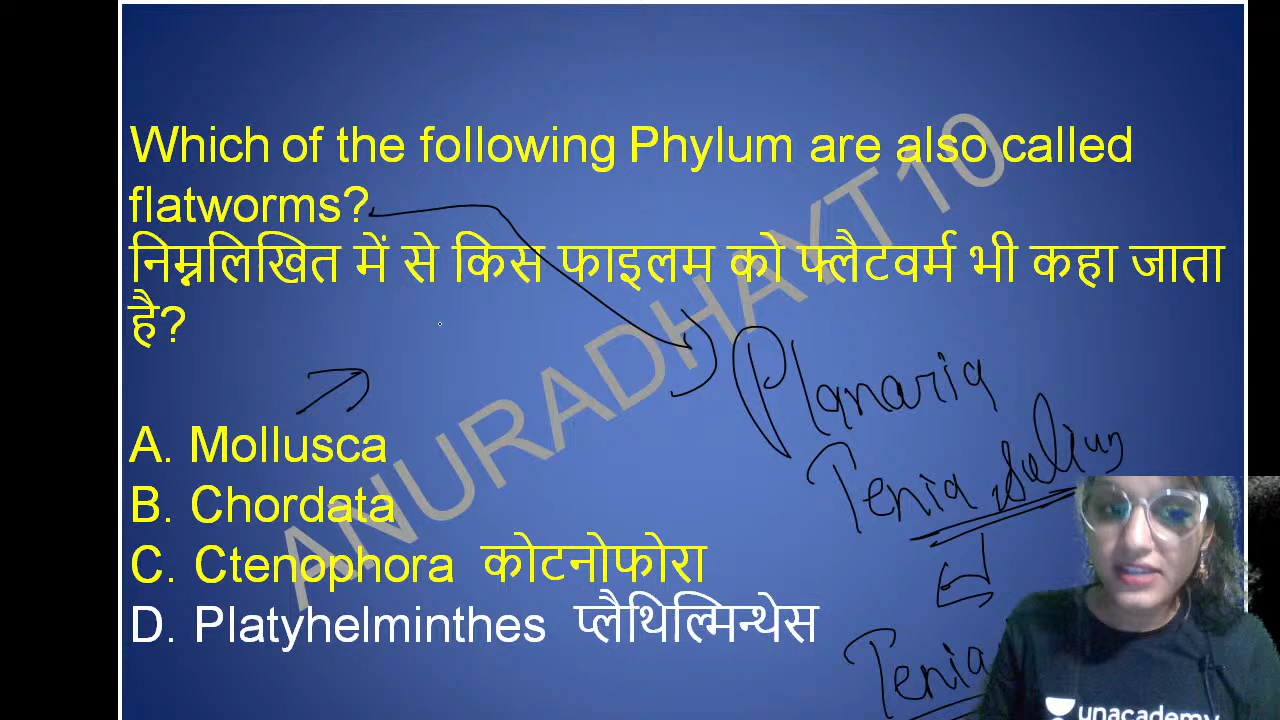 Which of the following Phylum are also called
flatworms?
निम्नलिखित में से किस फाइलम को फ्लैटवर्म भी कहा जाता
है?
ANURADHAYT10
Planaria
A. Mollusca
Tenia Solium
B. Chordata
C. Ctenophora कोटनोफोरा
D. Platyhelminthes प्लैथिल्मिन्थेस
Tenia
unacademy